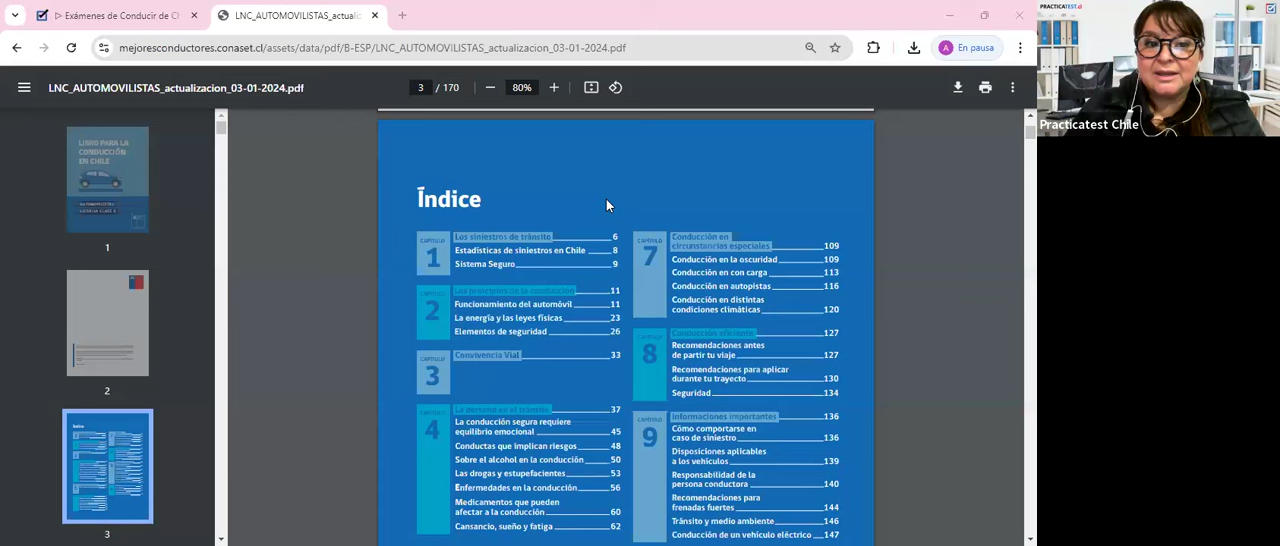 Exámenes de Conducir de Cl
LNC_AUTOMOVILISTAS_actualizaci
mejoresconductores.conaset.cl/assets/data/pdf/B-ESP/LNC_AUTOMOVILISTAS_actualizacion_03-01-2024.pdf
A En pausa
LNC_AUTOMOVILISTAS_actualizacion_03-01-2024.pdf
3 / 170
80%
PRACTICATEST.cl
Practicatest Chile
LIBRO PARA LA
CONDUCCIÓN
EN CHILE
1
2
3
Índice
CAPÍTULO
1
Los siniestros de tránsito 6
Estadísticas de siniestros en Chile 8
Sistema Seguro 9
CAPÍTULO
2
Los principios de la conducción 11
Funcionamiento del automóvil 11
La energía y las leyes físicas 23
Elementos de seguridad 26
CAPÍTULO
3
Convivencia Vial 33
CAPÍTULO
4
La persona en el tránsito 37
La conducción segura requiere
equilibrio emocional 45
Conductas que implican riesgos 48
Sobre el alcohol en la conducción 50
Las drogas y estupefacientes 53
Enfermedades en la conducción 56
Medicamentos que pueden
afectar a la conducción 60
Cansancio, sueño y fatiga 62
CAPÍTULO
7
Conducción en
circunstancias especiales 109
Conducción en la oscuridad 109
Conducción en con carga 113
Conducción en autopistas 116
Conducción en distintas
condiciones climáticas 120
CAPÍTULO
8
Conducción eficiente 127
Recomendaciones antes
de partir tu viaje 127
Recomendaciones para aplicar
durante tu trayecto 130
Seguridad 134
CAPÍTULO
9
Informaciones importantes 136
Cómo comportarse en
caso de siniestro 136
Disposiciones aplicables
a los vehículos 139
Responsabilidad de la
persona conductora 140
Recomendaciones para
frenadas fuertes 144
Tránsito y medio ambiente 146
Conducción de un vehículo eléctrico 147